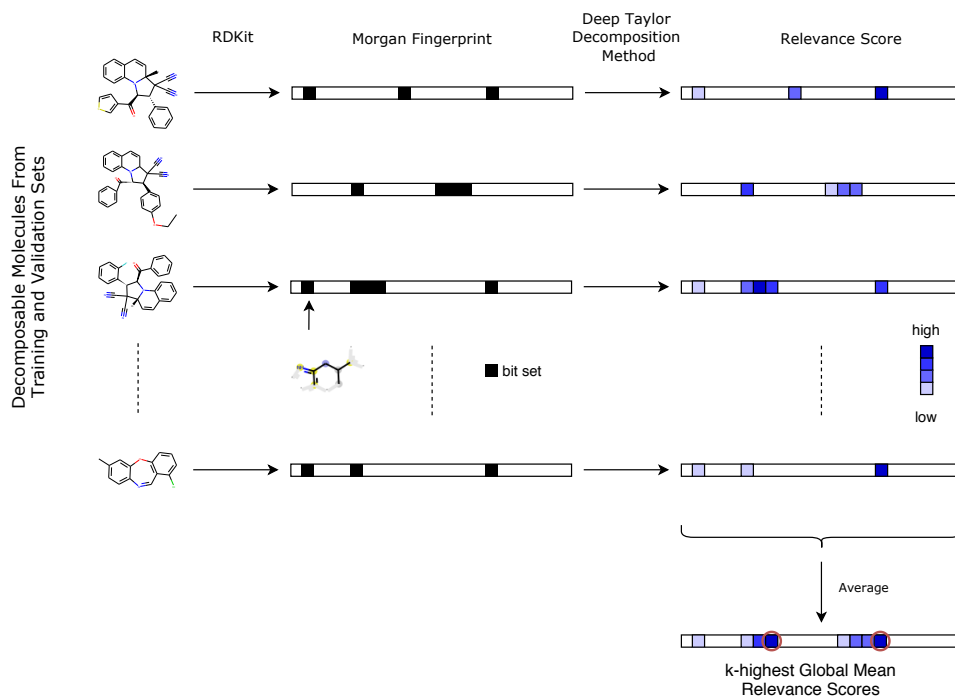 RDKit
Morgan Fingerprint
Deep Taylor
Decomposition
Method
Relevance Score
Decomposable Molecules From
Training and Validation Sets
bit set
high
low
Average
k-highest Global Mean
Relevance Scores